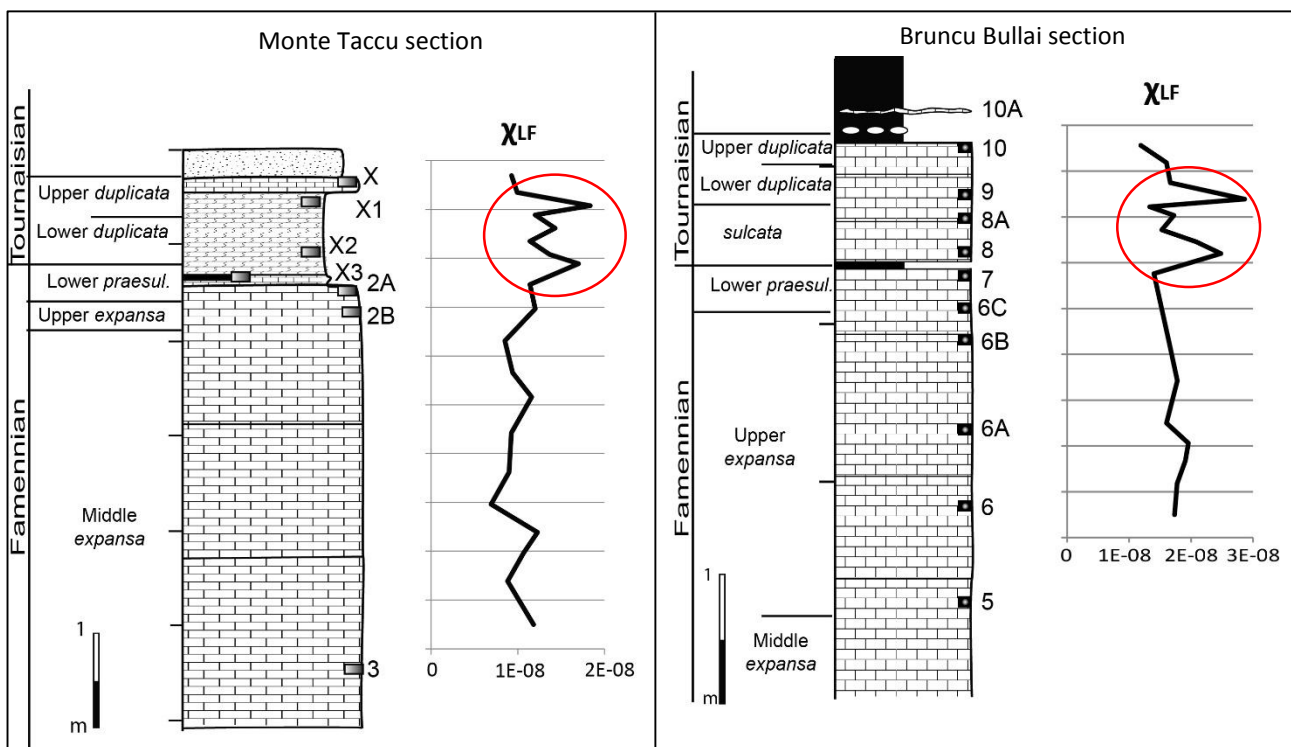 Monte Taccu section
Tournaisian
Famennian
Upper duplicata
Lower duplicata
Lower praesul.
Upper expansa
Middle
expansa
X
X1
X2
X3
2A
2B
3
1
m
χLF
0
1E-08
2E-08
Bruncu Bullai section
Tournaisian
Famennian
Upper duplicata
Lower duplicata
sulcata
Lower praesul.
Upper
expansa
Middle
expansa
10A
10
9
8A
8
7
6C
6B
6A
6
5
1
m
χLF
0
1E-08
2E-08
3E-08